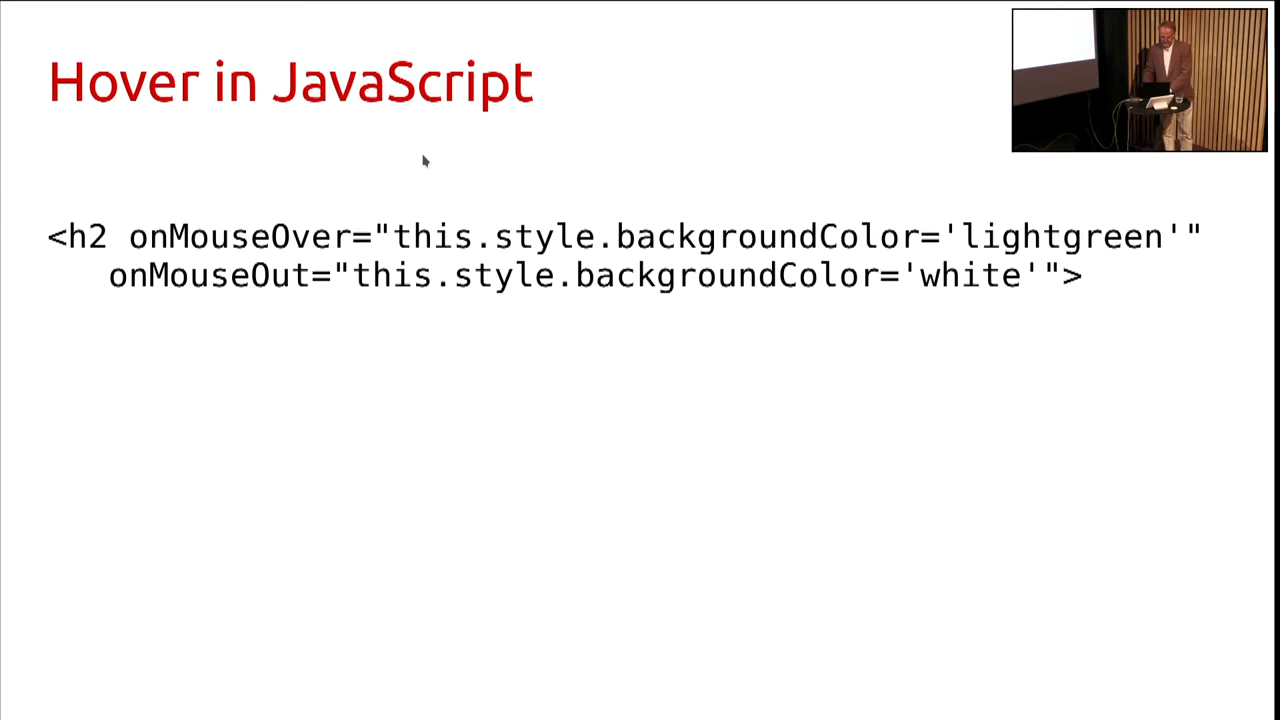 Hover in JavaScript
<h2 onMouseOver="this.style.backgroundColor='lightgreen'"
onMouseOut="this.style.backgroundColor='white'">